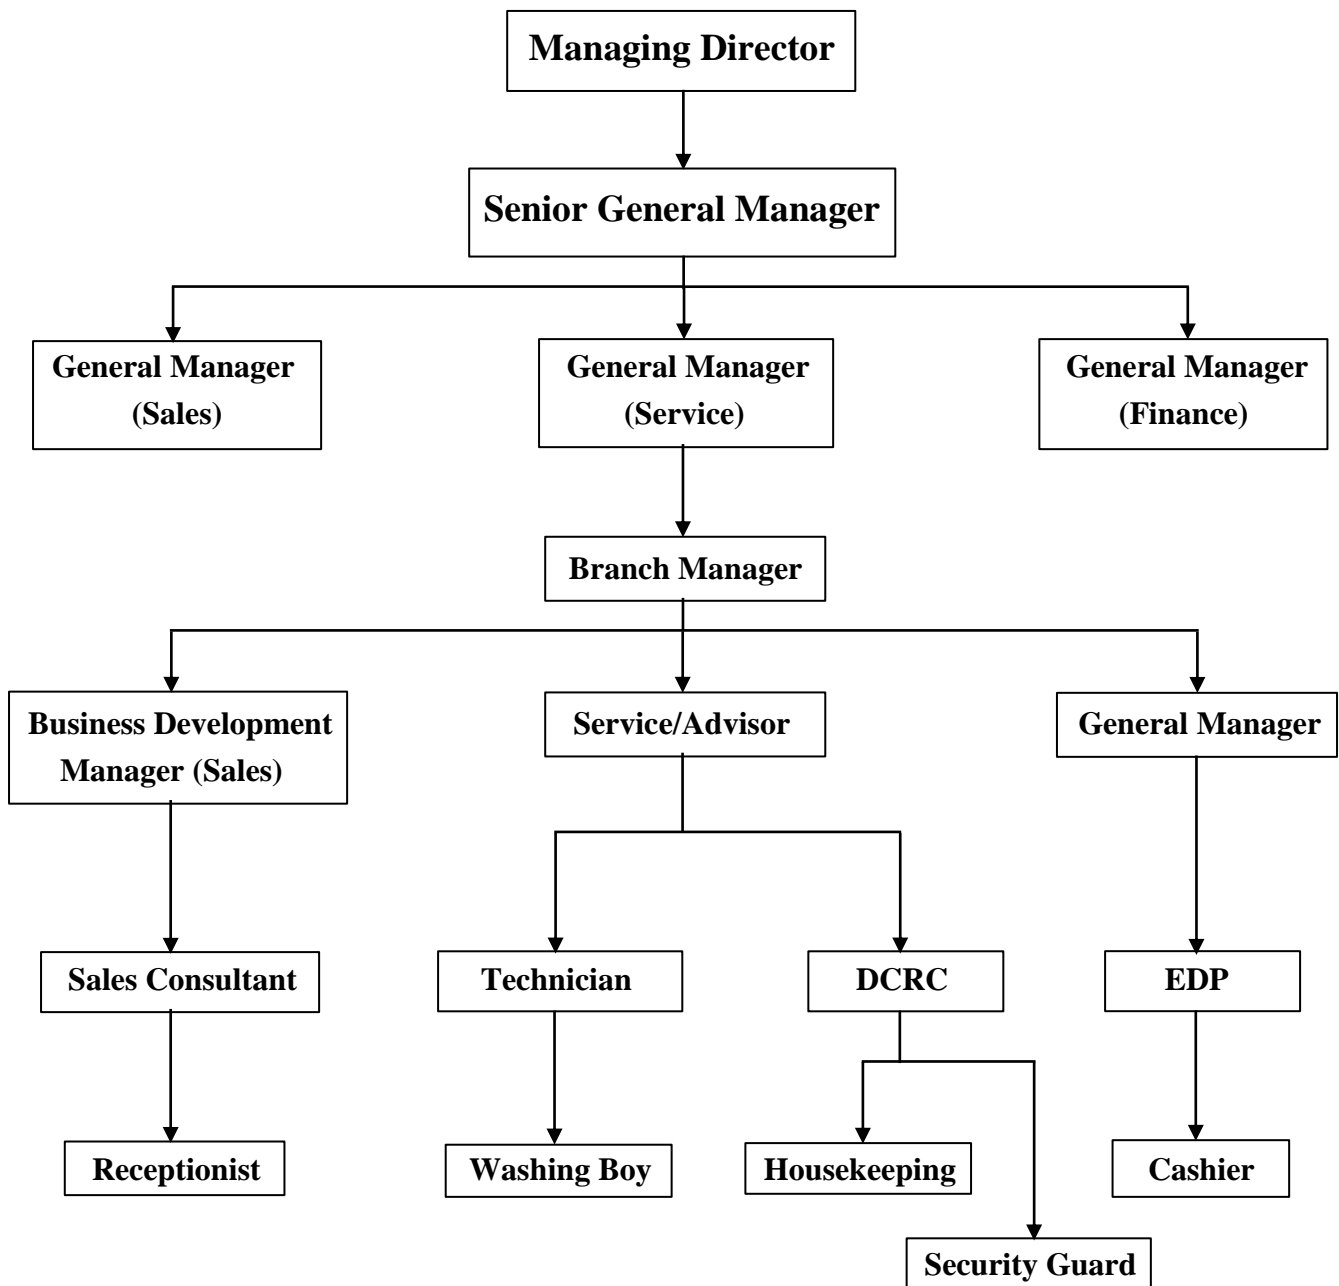 Managing Director
Senior General Manager
General Manager
(Sales)
General Manager
(Service)
General Manager
(Finance)
Branch Manager
Business Development
Manager (Sales)
Service/Advisor
General Manager
Sales Consultant
Technician
DCRC
EDP
Receptionist
Washing Boy
Housekeeping
Cashier
Security Guard